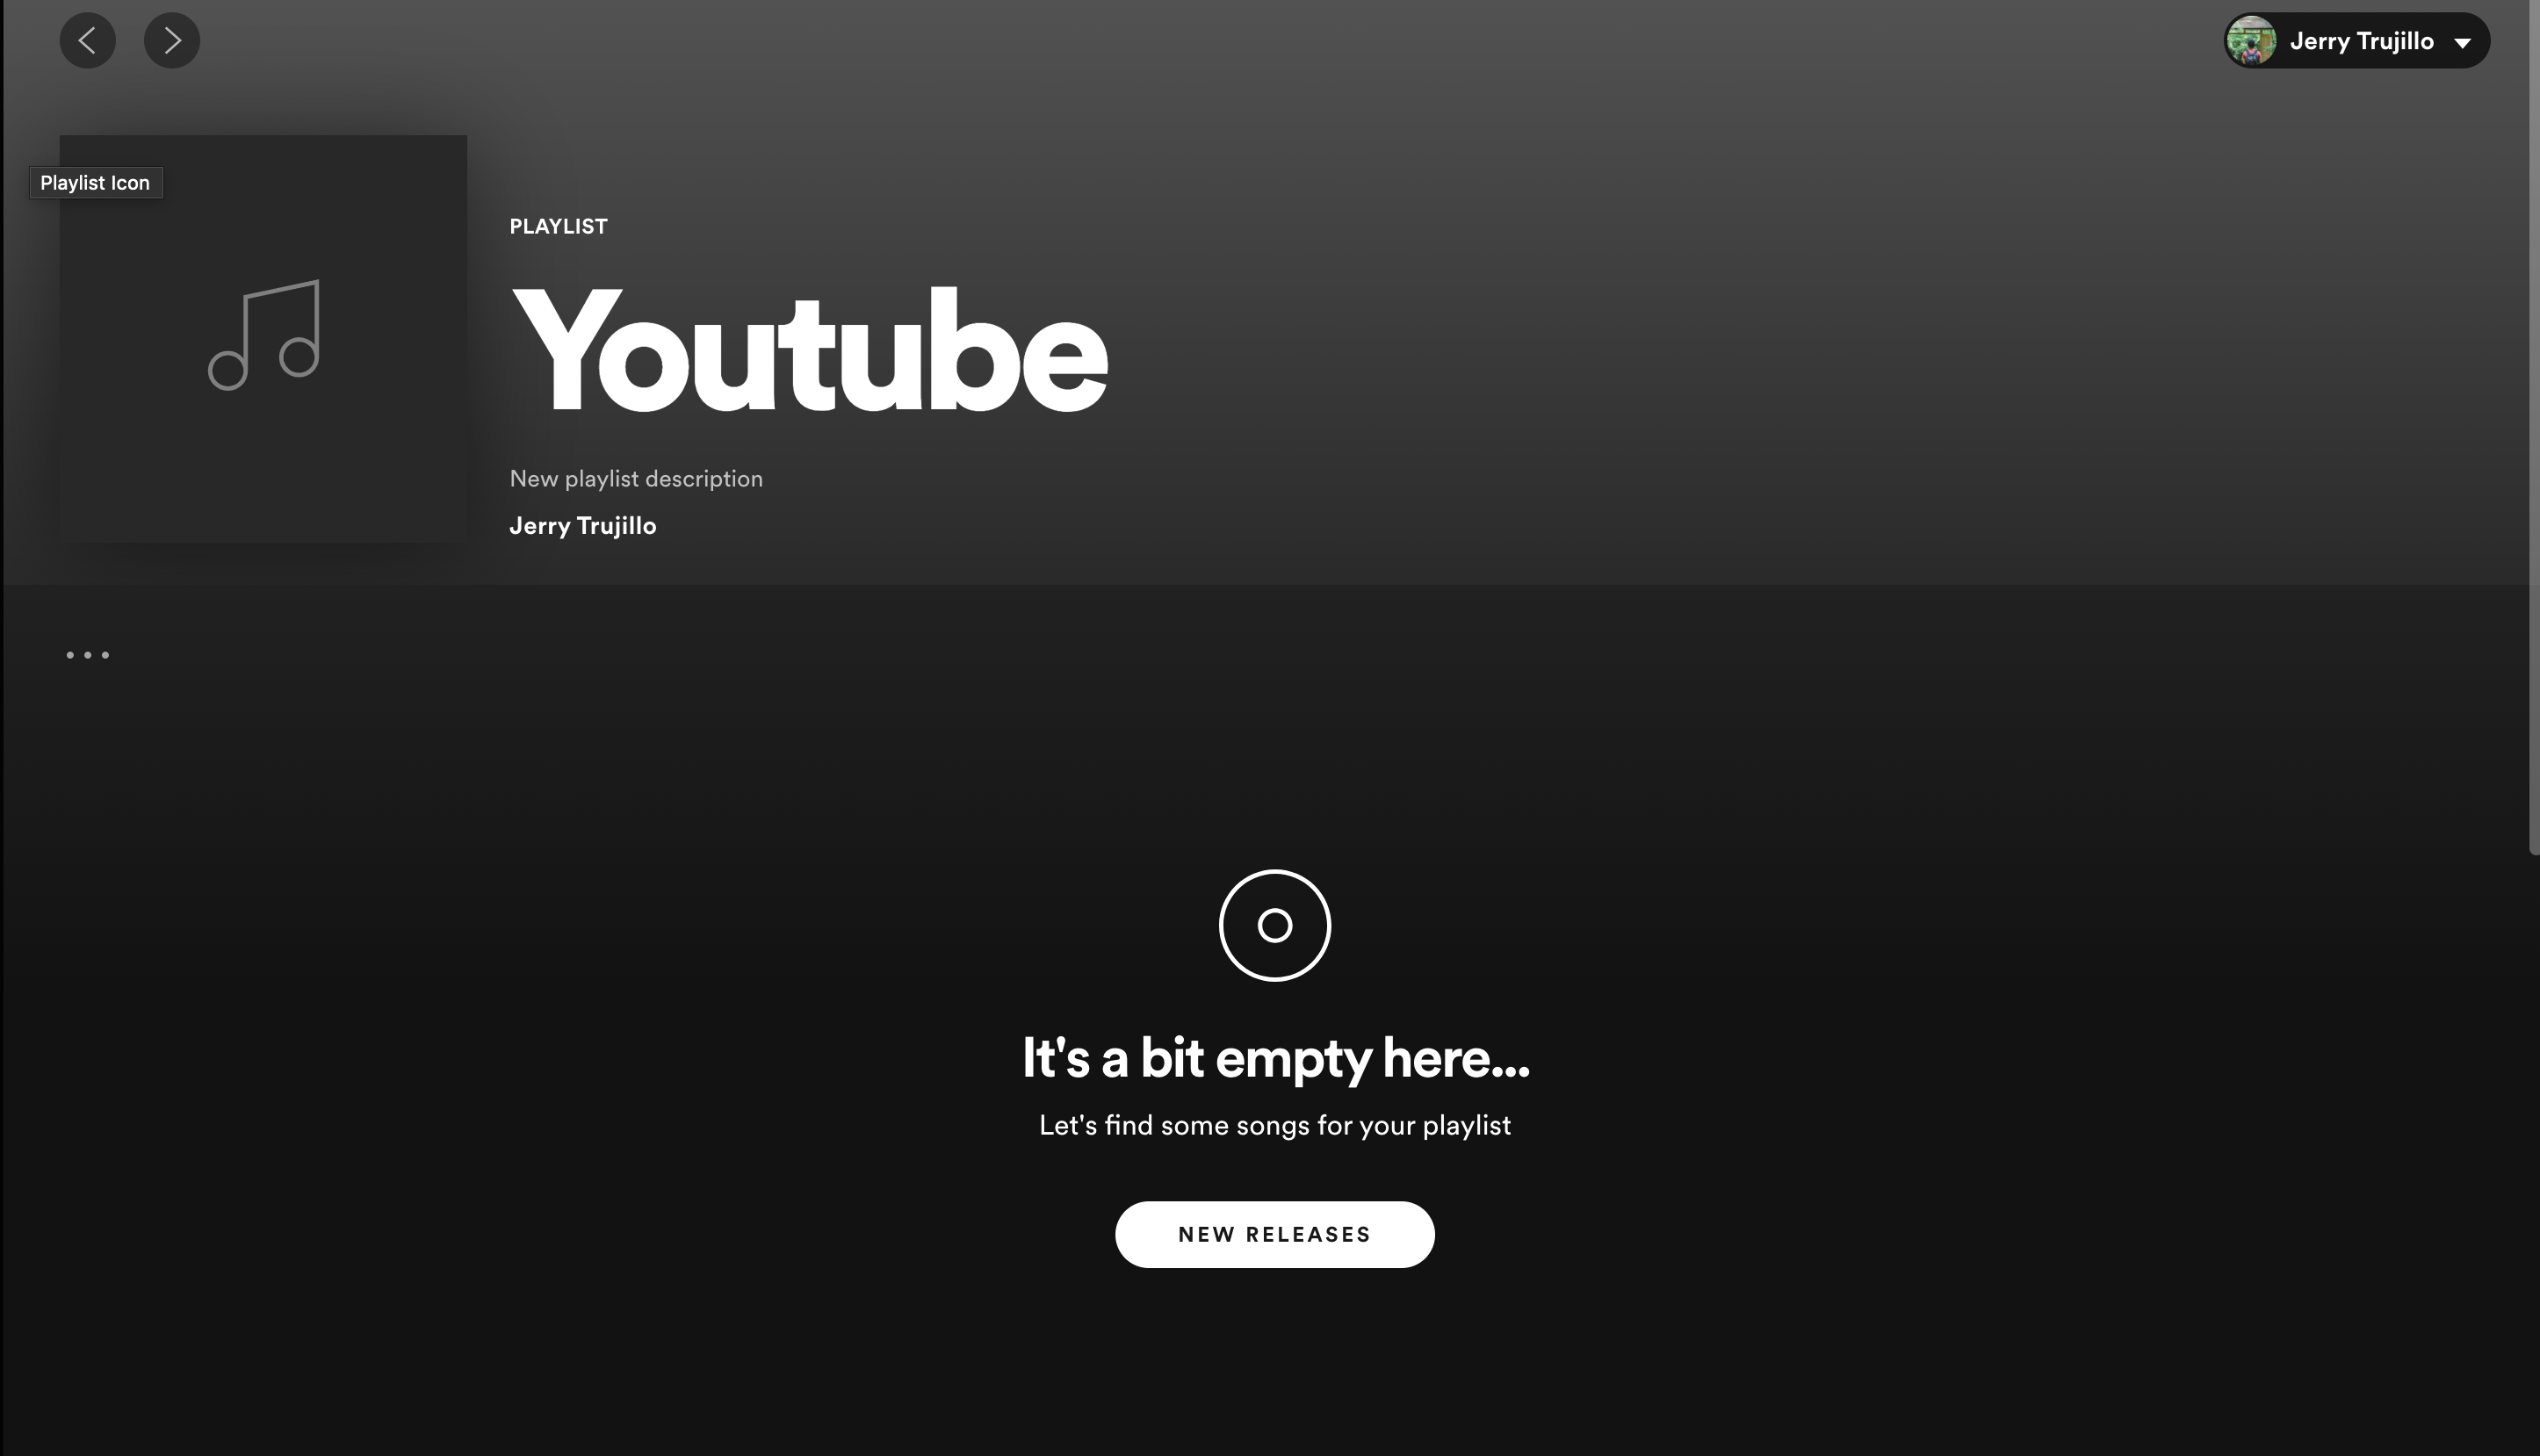 Jerry Trujillo
Playlist Icon
PLAYLIST
Youtube
New playlist description
Jerry Trujillo
It's a bit empty here...
Let's find some songs for your playlist
NEW RELEASES